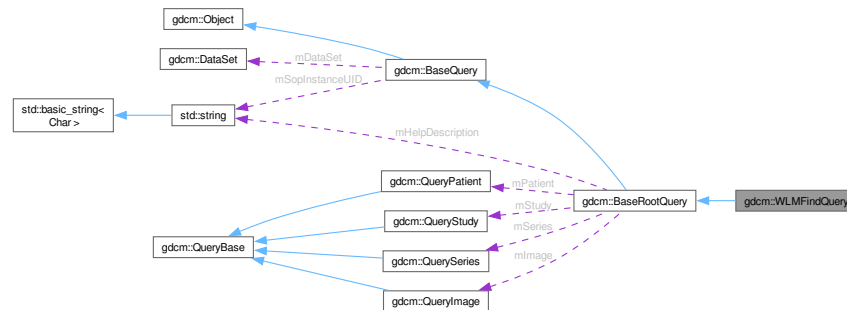 gdcm::Object
gdcm::DataSet
mDataSet
gdcm::BaseQuery
mSopInstanceUID
std::basic_string<
Char >
std::string
mHelpDescription
gdcm::QueryPatient
mPatient
gdcm::BaseRootQuery
gdcm::WLMFindQuery
mStudy
gdcm::QueryStudy
mSeries
gdcm::QueryBase
gdcm::QuerySeries
mImage
gdcm::QueryImage